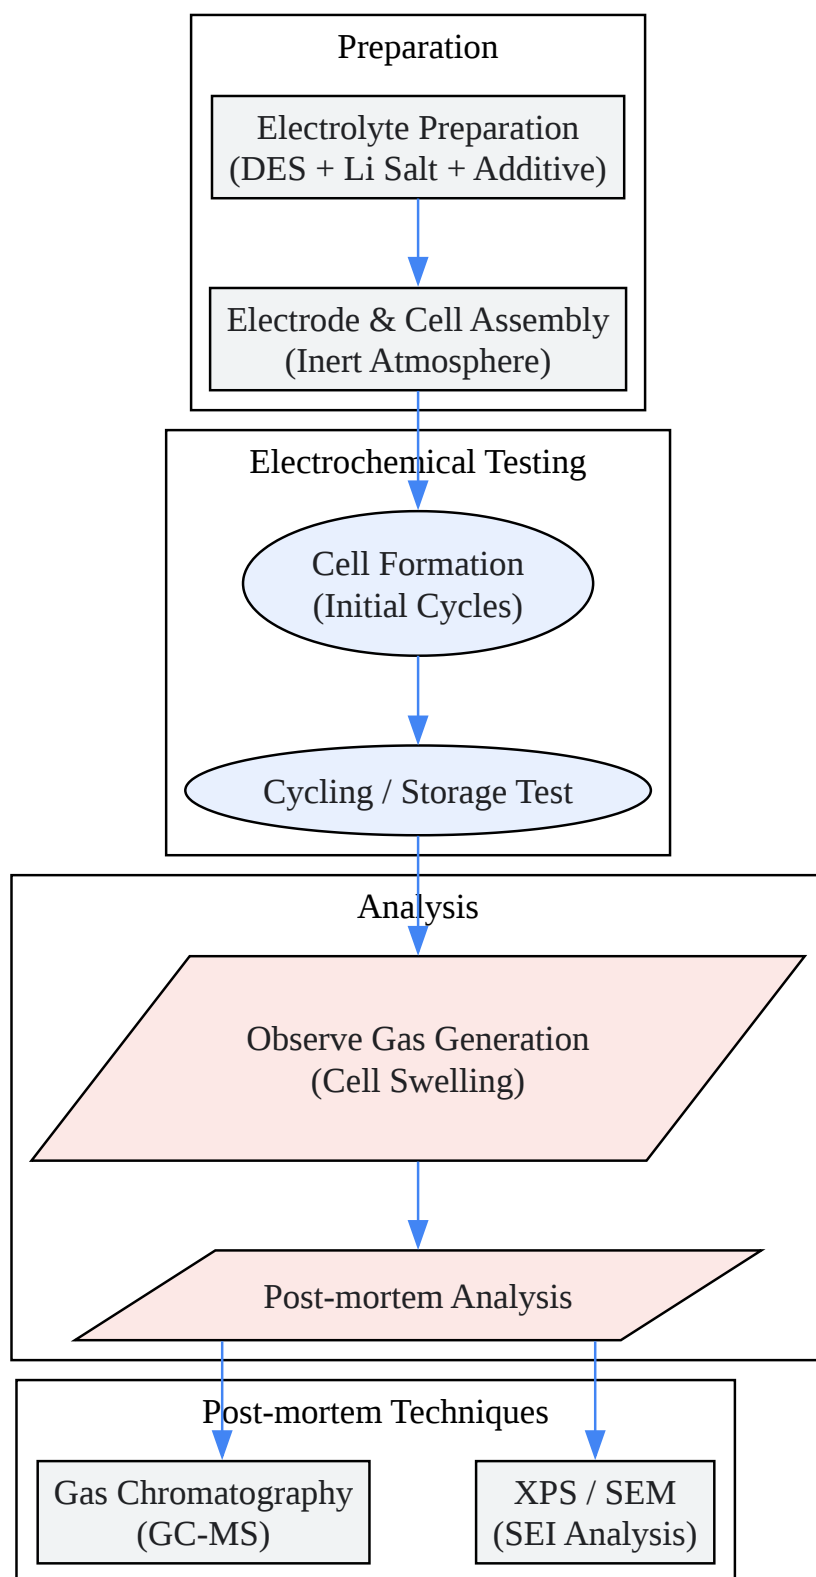 Preparation
Electrolyte Preparation
(DES + Li Salt + Additive)
Electrode & Cell Assembly
(Inert Atmosphere)
Electrochemical Testing
Cell Formation
(Initial Cycles)
Cycling / Storage Test
Analysis
Observe Gas Generation
(Cell Swelling)
Post-mortem Analysis
Post-mortem Techniques
Gas Chromatography
(GC-MS)
XPS / SEM
(SEI Analysis)